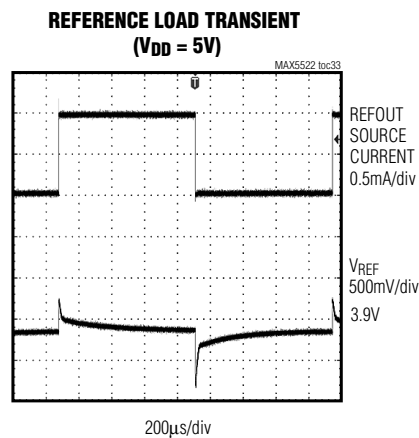 REFERENCE LOAD TRANSIENT
(VDD = 5V)
MAX5522 toc33
T
REFOUT
SOURCE
CURRENT
0.5mA/div
VREF
500mV/div
3.9V
200μs/div